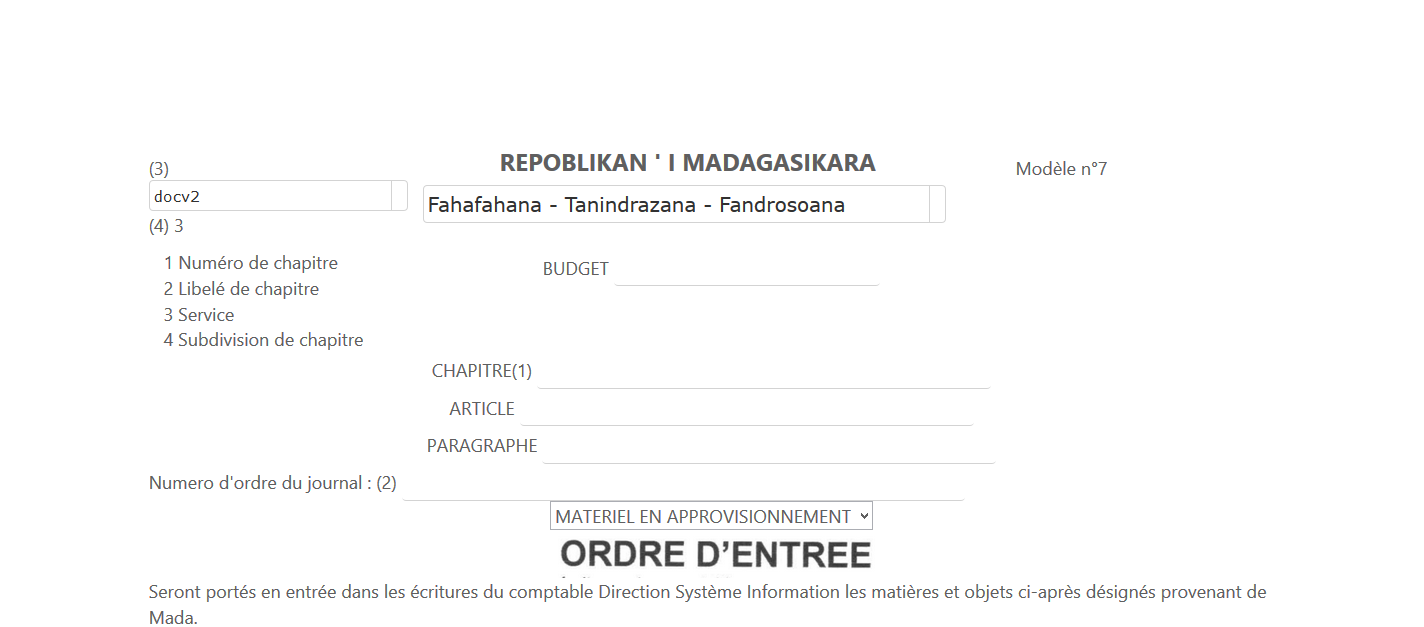 REPOBLIKAN ' I MADAGASIKARA
(3)
Modèle n°7
docv2
Fahafahana - Tanindrazana - Fandrosoana
(4) 3
1 Numéro de chapitre
BUDGET
2 Libelé de chapitre
3 Service
4 Subdivision de chapitre
CHAPITRE(1)
ARTICLE
PARAGRAPHE
Numero d'ordre du journal : (2)
MATERIEL EN APPROVISIONNEMENT
ORDRE D’ENTREE
Seront portés en entrée dans les écritures du comptable Direction Système Information les matières et objets ci-après désignés provenant de
Mada.